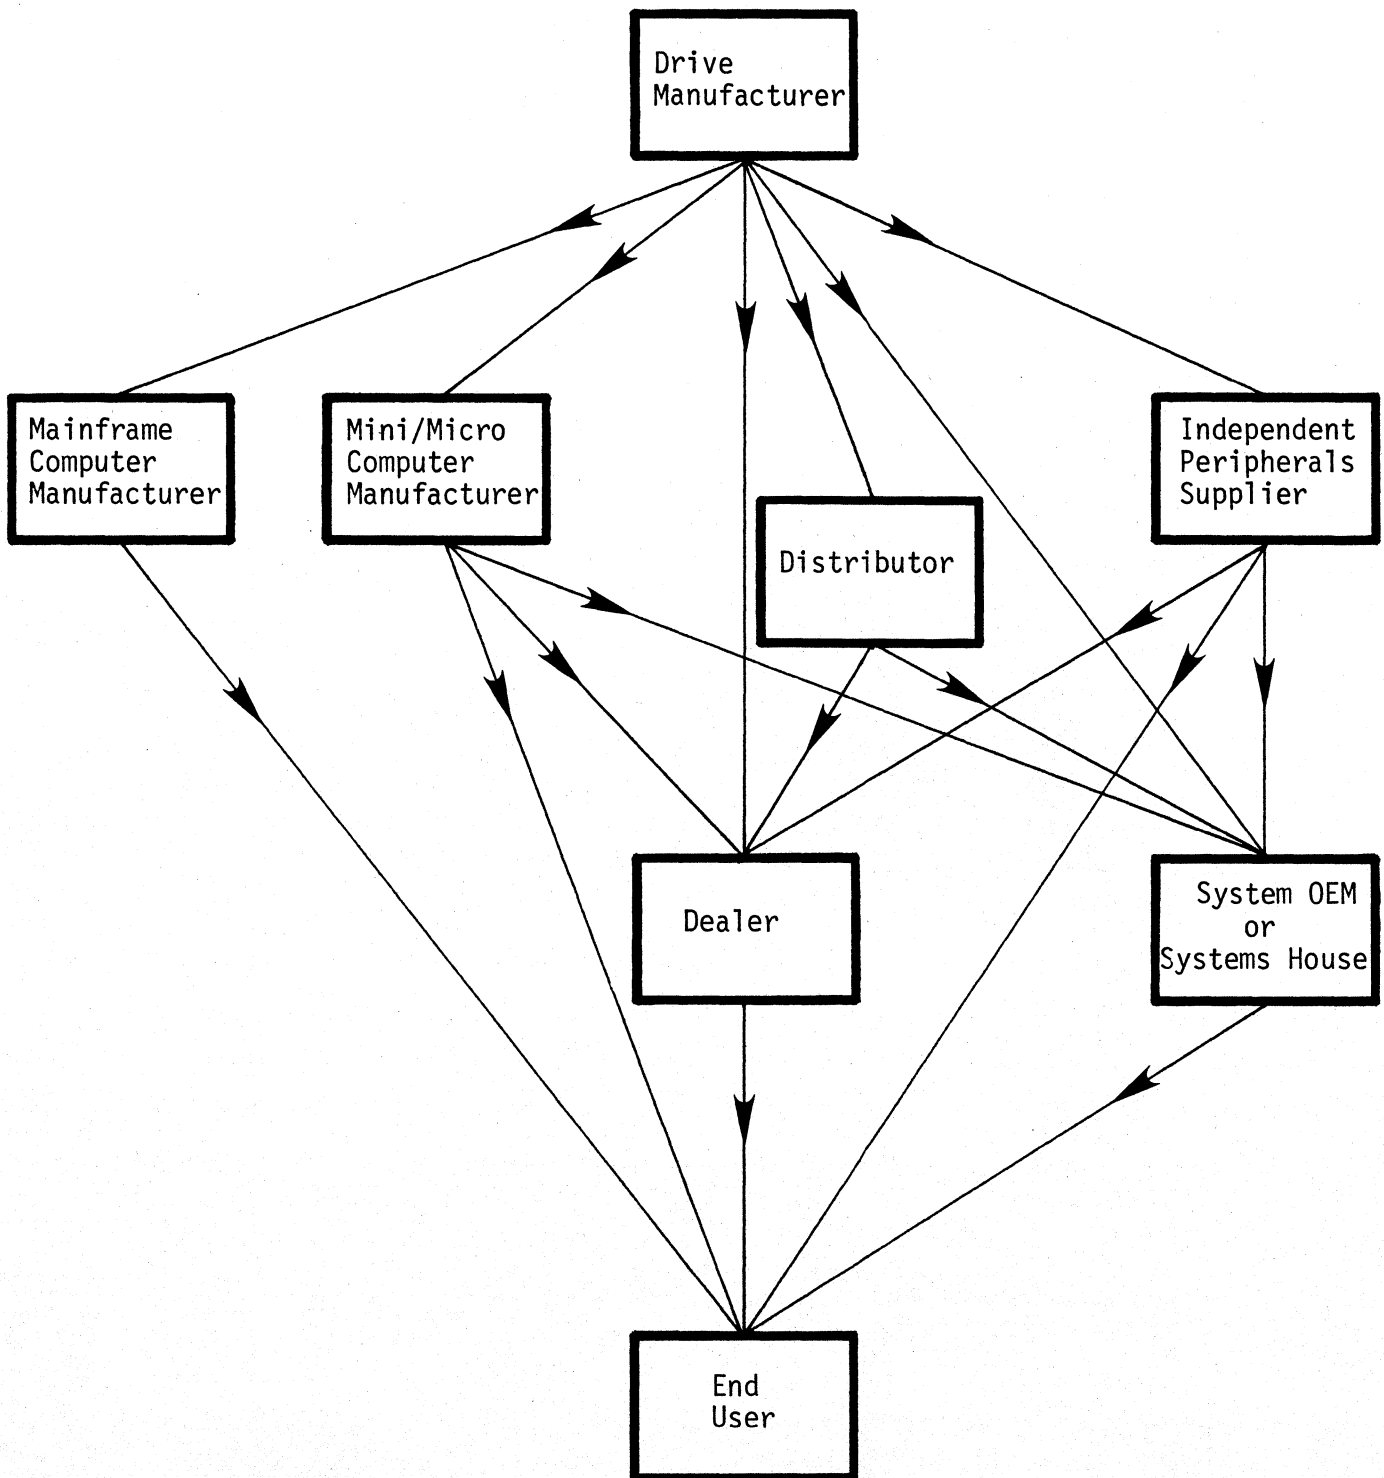 Drive
Manufacturer
Mainframe
Computer
Manufacturer
Mini/Micro
Computer
Manufacturer
Independent
Peripherals
Supplier
Distributor
Dealer
System OEM
or
Systems House
End
User